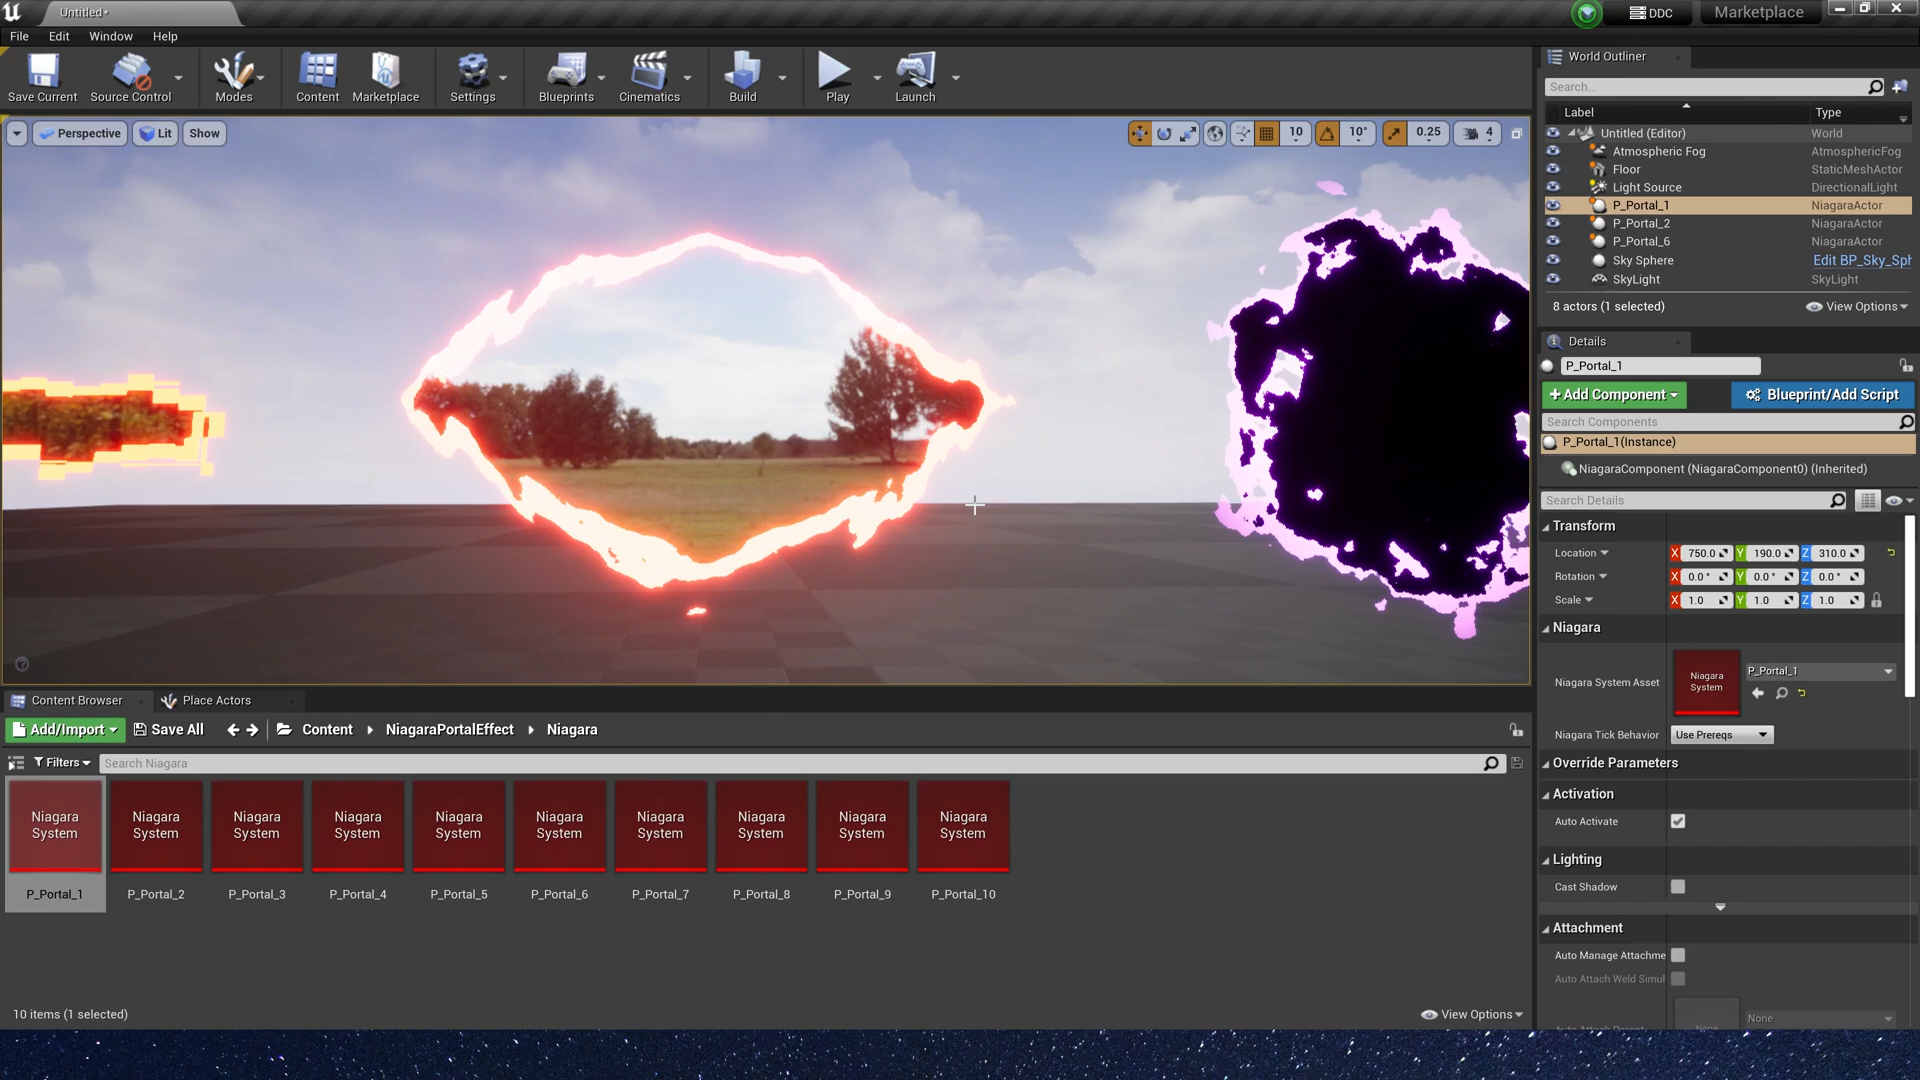 Untitled•
DDC
Marketplace
File Edit Window Help
Save Current
Source Control
Modes
Content
Marketplace
Settings
Blueprints
Cinematics
Build
Play
Launch
Perspective
Lit
Show
10
10°
0.25
4
World Outliner
Search...
Label Type
Untitled (Editor) World
Atmospheric Fog AtmosphericFog
Floor StaticMeshActor
Light Source DirectionalLight
P_Portal_1 NiagaraActor
P_Portal_2 NiagaraActor
P_Portal_6 NiagaraActor
Sky Sphere Edit BP_Sky_Sph
SkyLight SkyLight
8 actors (1 selected) View Options
Details
P_Portal_1
+ Add Component Blueprint/Add Script
Search Components
P_Portal_1(Instance)
NiagaraComponent (NiagaraComponent0) (Inherited)
Search Details
Transform
Location X 750.0 Y 190.0 Z 310.0
Rotation X 0.0 ° Y 0.0 ° Z 0.0 °
Scale X 1.0 Y 1.0 Z 1.0
Niagara
Niagara System Asset
Niagara
System
P_Portal_1
Niagara Tick Behavior Use Prereqs
Override Parameters
Activation
Auto Activate
Lighting
Cast Shadow
Attachment
Auto Manage Attachme
Auto Attach Weld Simul
None
Content Browser Place Actors
Add/Import Save All Content NiagaraPortalEffect Niagara
Filters Search Niagara
Niagara
System
Niagara
System
Niagara
System
Niagara
System
Niagara
System
Niagara
System
Niagara
System
Niagara
System
Niagara
System
Niagara
System
P_Portal_1 P_Portal_2 P_Portal_3 P_Portal_4 P_Portal_5 P_Portal_6 P_Portal_7 P_Portal_8 P_Portal_9 P_Portal_10
10 items (1 selected) View Options